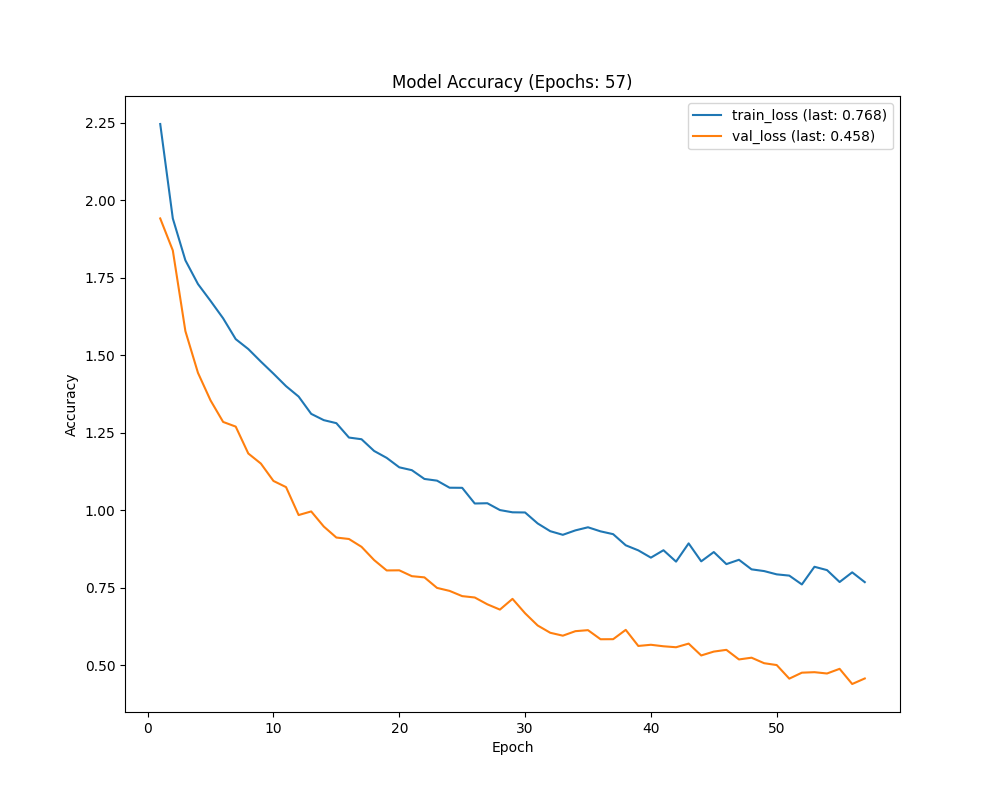 Model Accuracy (Epochs: 57)
train_loss (last: 0.768)
val_loss (last: 0.458)
2.25
2.00
1.75
1.50
1.25
1.00
0.75
0.50
Accuracy
0 10 20 30 40 50
Epoch